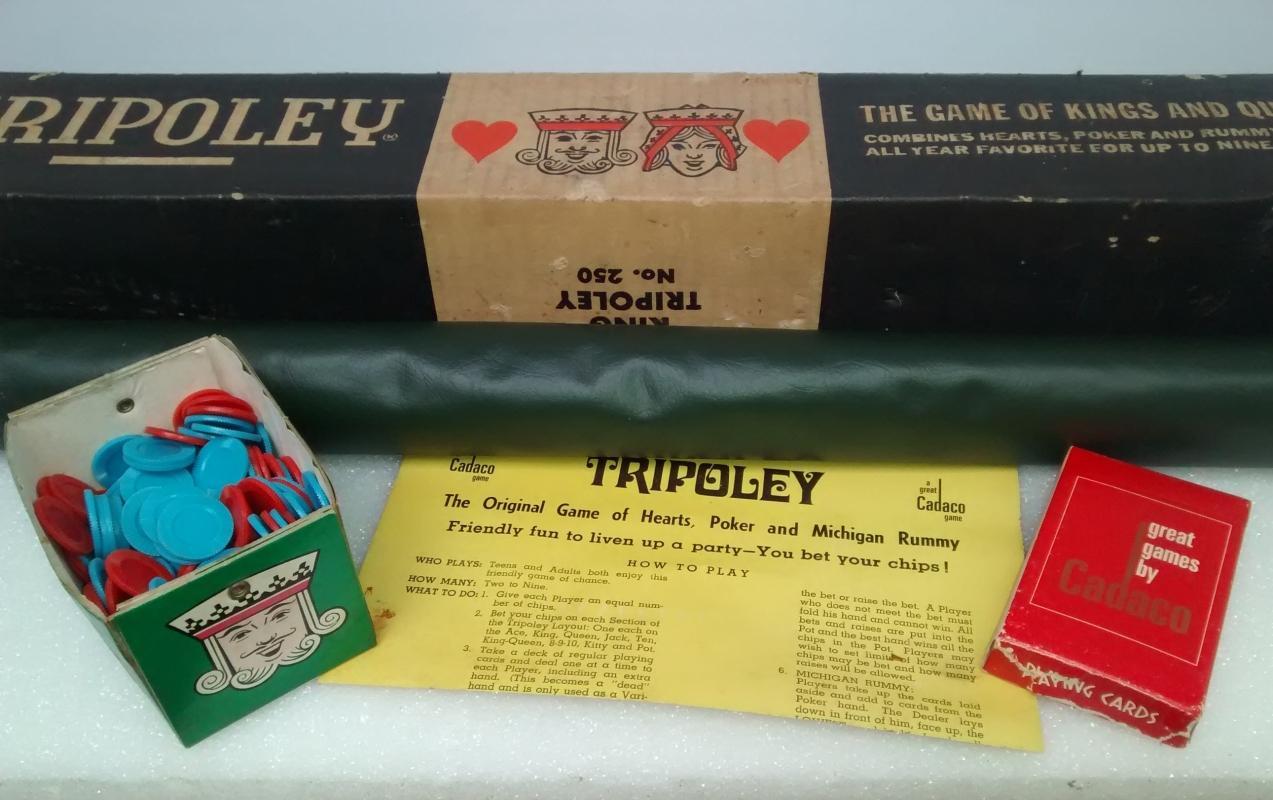 RIPOLEY®
THE GAME OF KINGS AND QU
COMBINES HEARTS, POKER AND RUMMY
ALL YEAR FAVORITE FOR UP TO NINE
KING
TRIPOLEY
No. 250
Cadaco
game
TRIPOLEY
a
great
Cadaco
game
The Original Game of Hearts, Poker and Michigan Rummy
Friendly fun to liven up a party—You bet your chips!
HOW TO PLAY
WHO PLAYS: Teens and Adults both enjoy this
friendly game of chance.
HOW MANY: Two to Nine.
WHAT TO DO: 1. Give each Player an equal num-
ber of chips.
2. Bet your chips on each Section of
the Tripoley Layout: One each on
the Ace, King, Queen, Jack, Ten,
King-Queen, 8-9-10, Kitty and Pot.
3. Take a deck of regular playing
cards and deal one at a time to
each Player, including an extra
hand. (This becomes a "dead"
hand and is only used as a Vari-
the bet or raise the bet. A Player
who does not meet the bet must
fold his hand and cannot win. All
bets and raises are put into the
Pot and the best hand wins all the
chips in the Pot. Players may
wish to set limits of how many
chips may be bet and how many
raises will be allowed.
6. MICHIGAN RUMMY:
Players take up the cards laid
aside and add to cards from the
Poker hand. The Dealer lays
down in front of him, face up, the
LOWEST
great
games
by
Cadaco
PLAYING CARDS